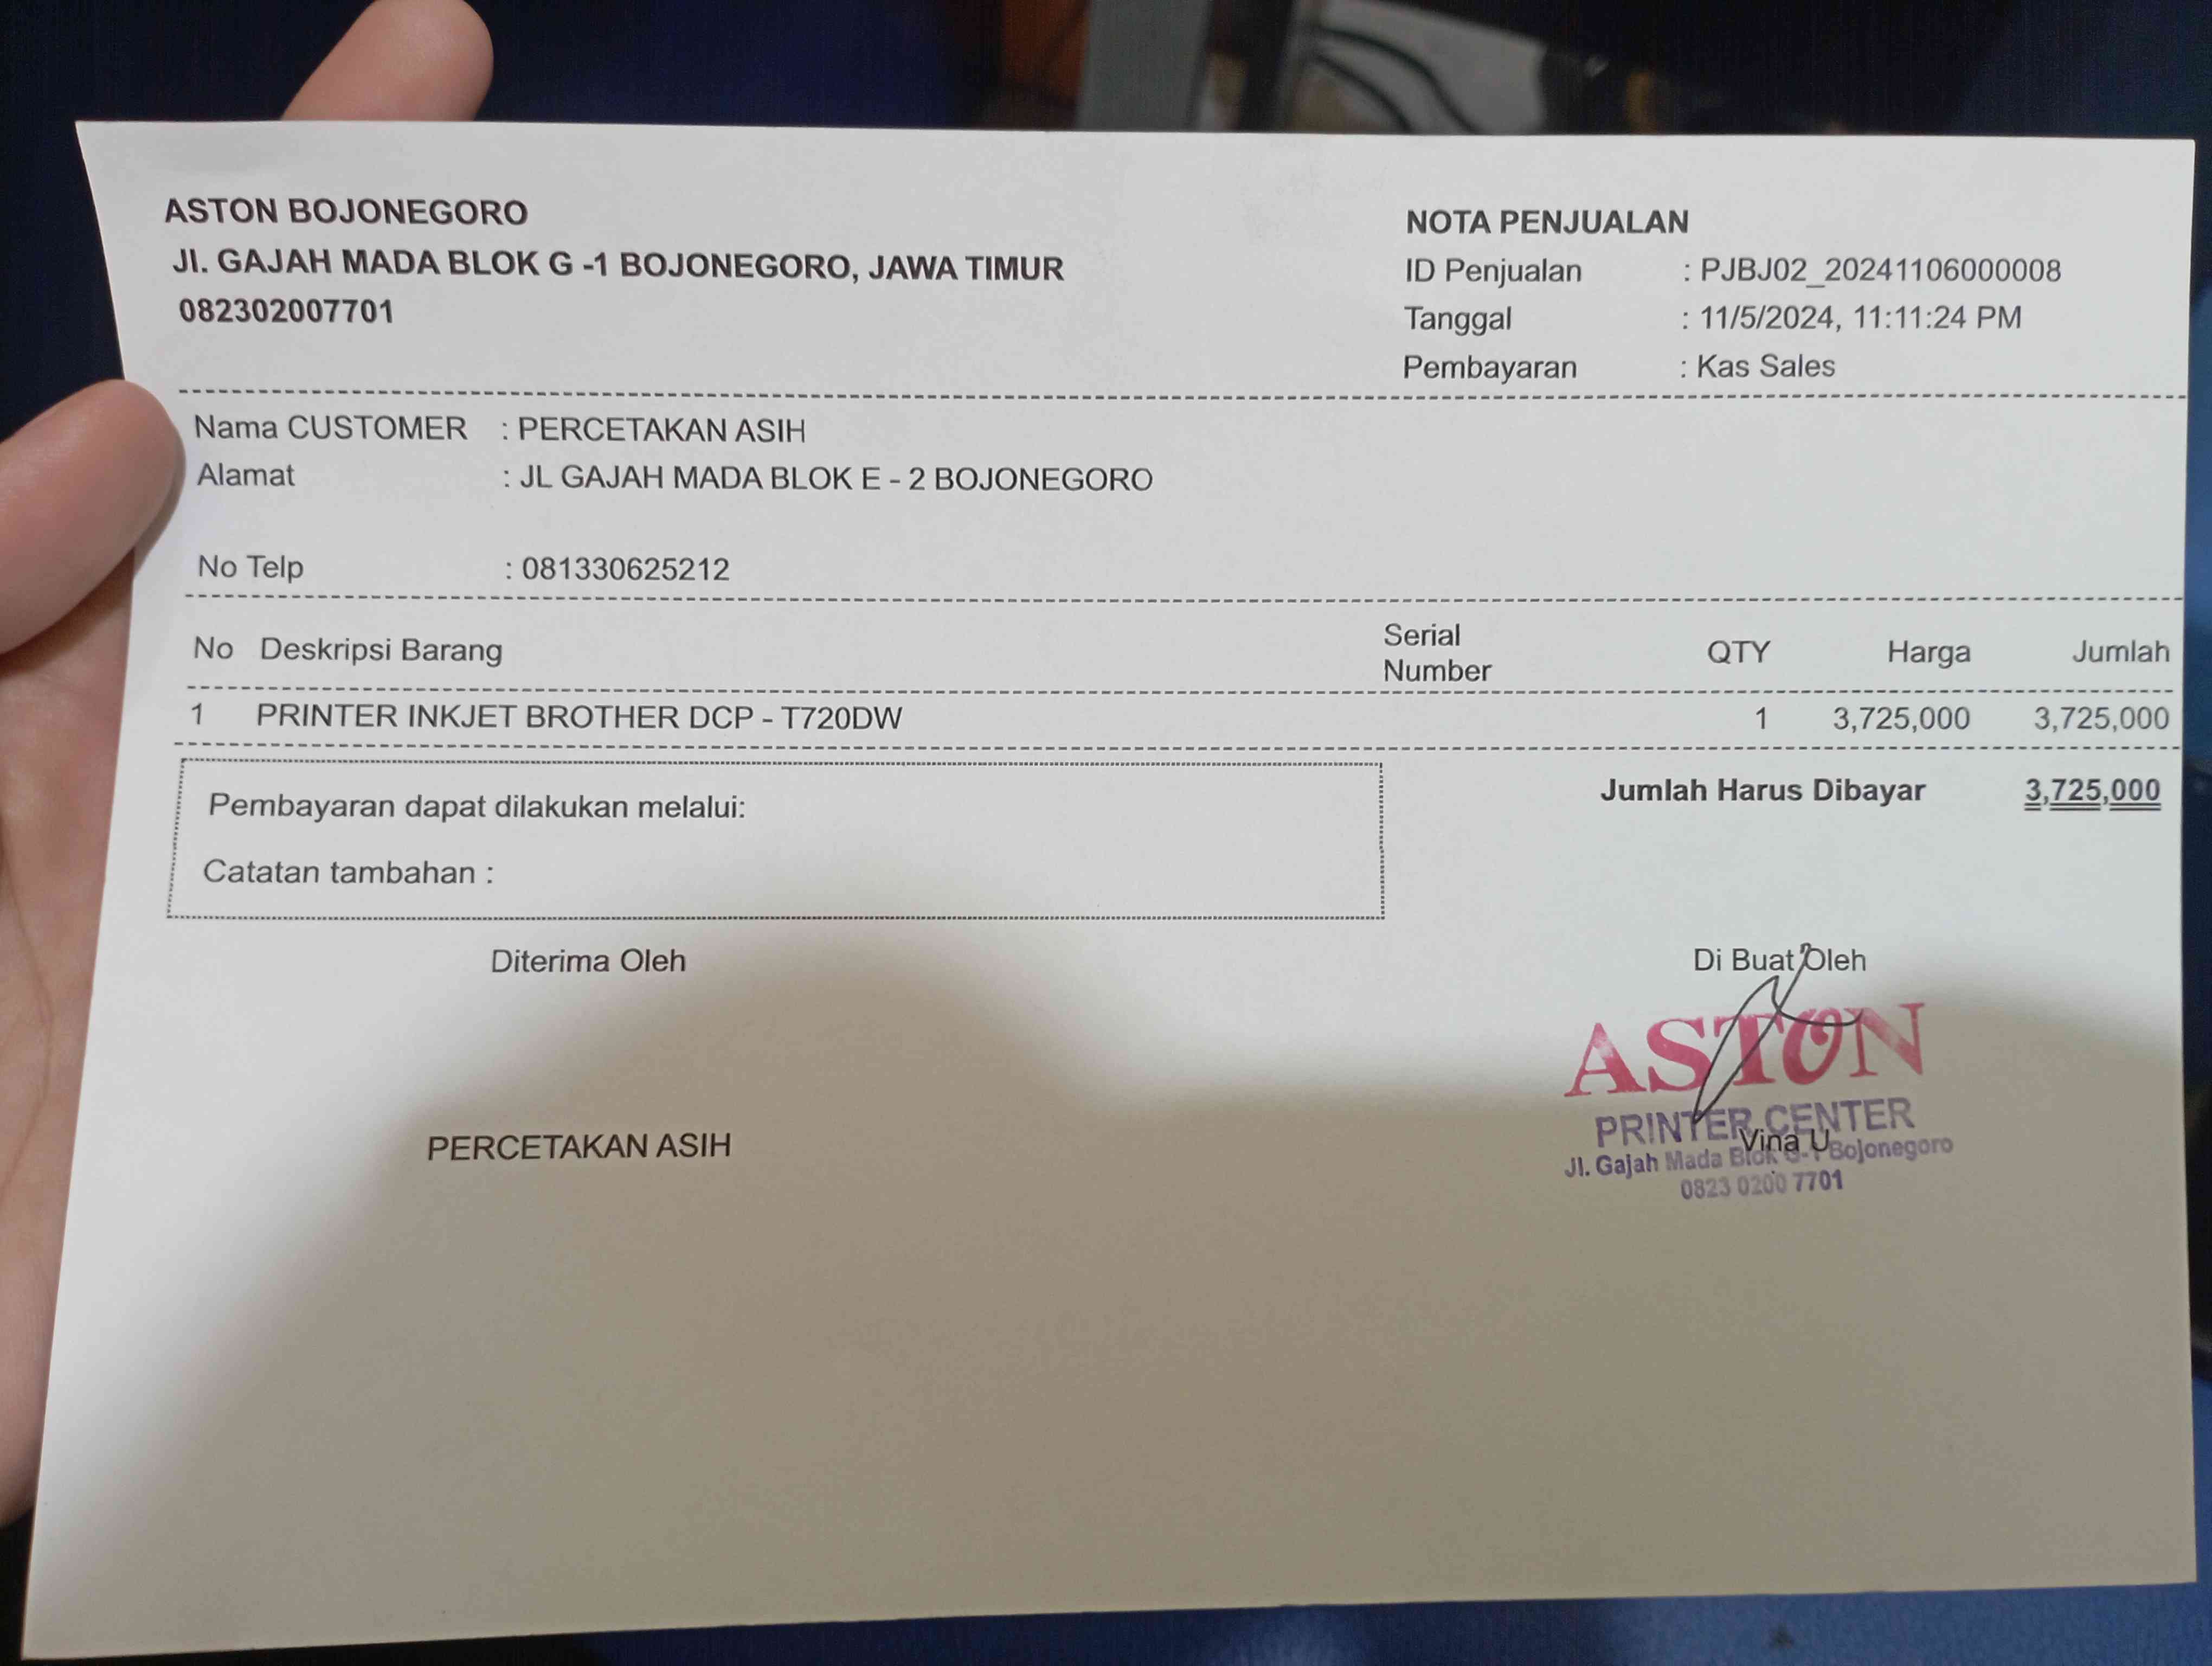 ASTON BOJONEGORO
Jl. GAJAH MADA BLOK G -1 BOJONEGORO, JAWA TIMUR
082302007701
NOTA PENJUALAN
ID Penjualan : PJBJ02_20241106000008
Tanggal : 11/5/2024, 11:11:24 PM
Pembayaran : Kas Sales
Nama CUSTOMER : PERCETAKAN ASIH
Alamat : JL GAJAH MADA BLOK E - 2 BOJONEGORO
No Telp : 081330625212
No Deskripsi Barang Serial Number QTY Harga Jumlah
1 PRINTER INKJET BROTHER DCP - T720DW 1 3,725,000 3,725,000
Jumlah Harus Dibayar 3,725,000
Pembayaran dapat dilakukan melalui:
Catatan tambahan :
Diterima Oleh
PERCETAKAN ASIH
Di Buat Oleh
ASTON
PRINTER CENTER
Vina U
Jl. Gajah Mada Blok G-1 Bojonegoro
0823 0200 7701